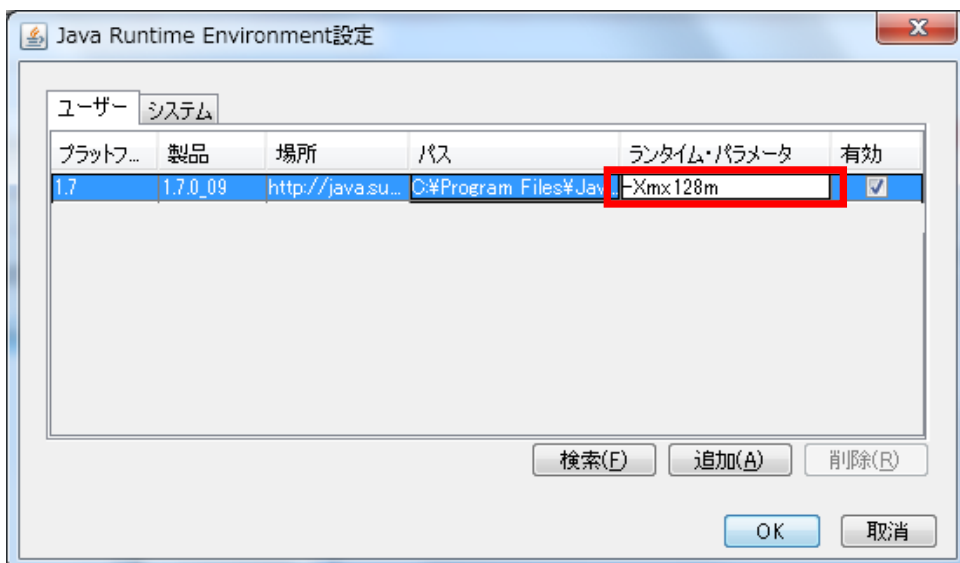 Java Runtime Environment設定
ユーザー システム
プラットフ... 製品 場所 パス ランタイム・パラメータ 有効
1.7 1.7.0_09 http://java.su... C:¥Program Files¥Jav... -Xmx128m
検索(F) 追加(A) 削除(R)
OK 取消